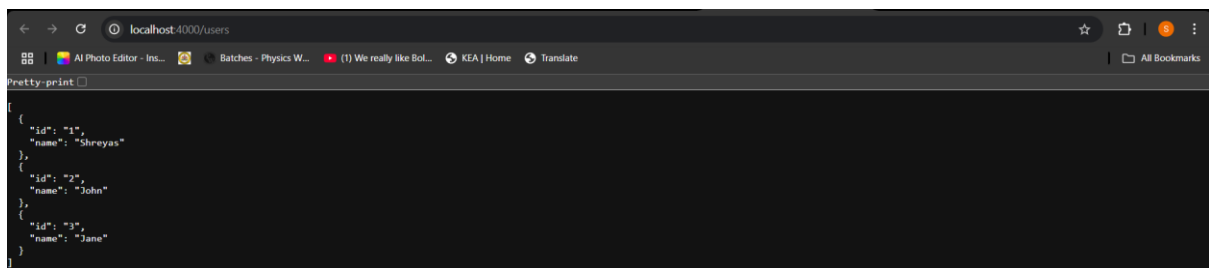 localhost:4000/users
S
AI Photo Editor - Ins... Batches - Physics W... (1) We really like Bol... KEA | Home Translate All Bookmarks
Pretty-print
[
  {
    "id": "1",
    "name": "Shreyas"
  },
  {
    "id": "2",
    "name": "John"
  },
  {
    "id": "3",
    "name": "Jane"
  }
]